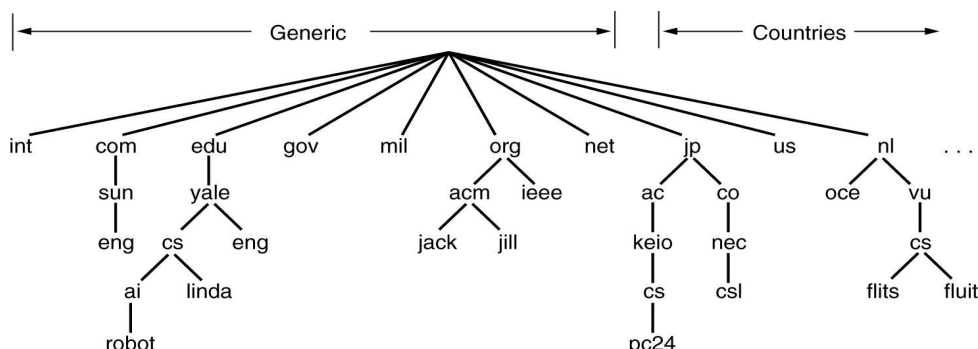 Generic Countries
int com edu gov mil org net jp us nl . . .
sun yale acm ieee ac co oce vu
eng cs eng jack jill keio nec cs
ai linda cs csl flits fluit
robot pc24